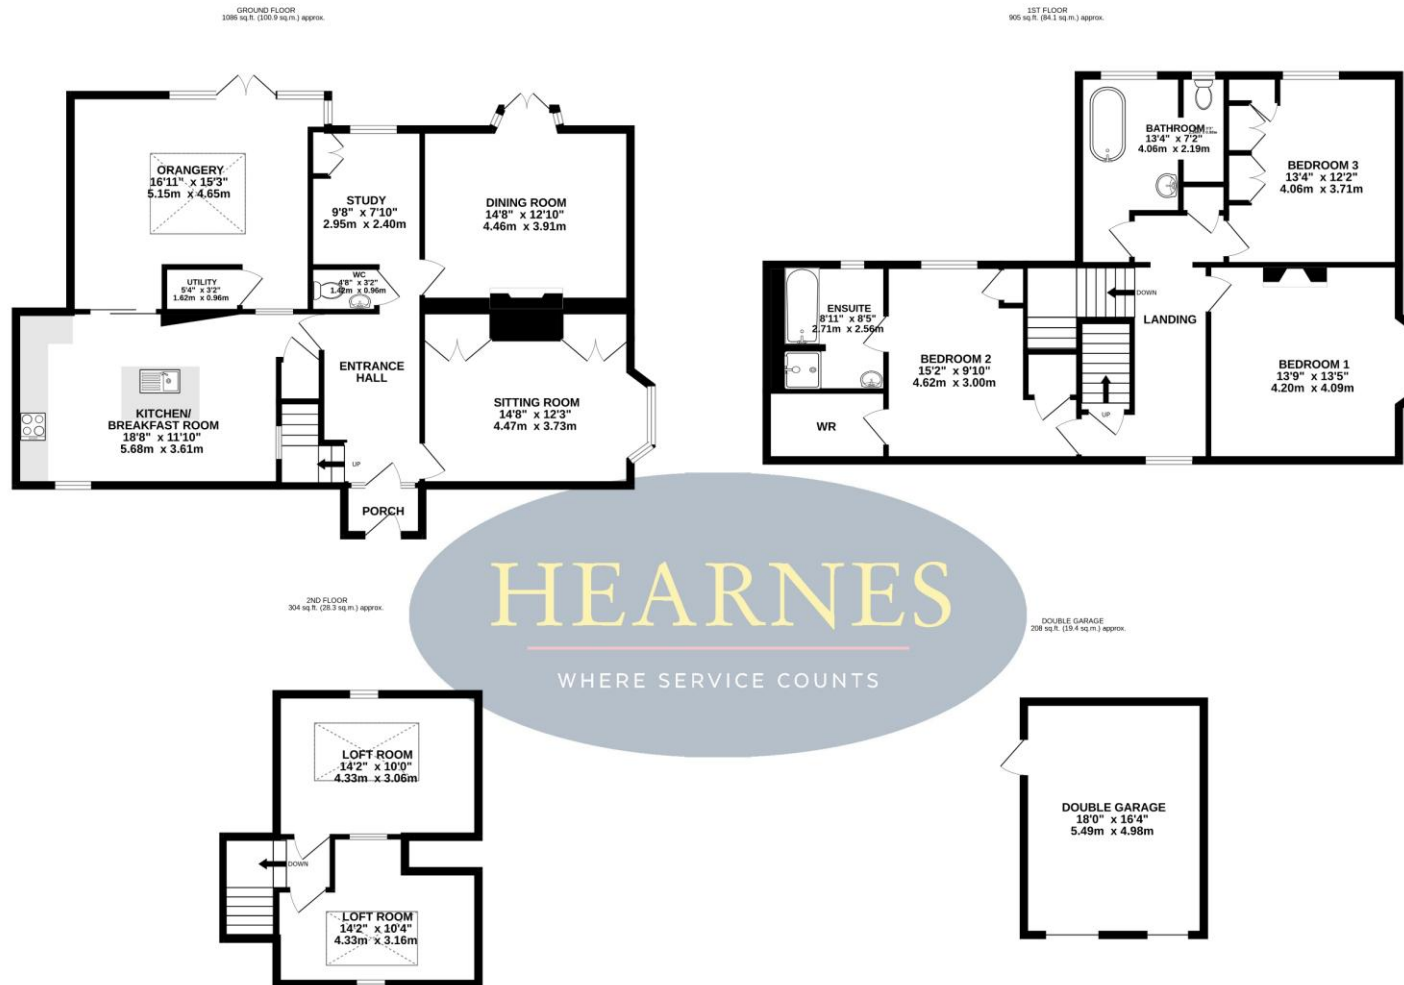 GROUND FLOOR
1086 sq.ft. (100.9 sq.m.) approx.
1ST FLOOR
905 sq.ft. (84.1 sq.m.) approx.
ORANGERY
16'11" x 15'3"
5.15m x 4.65m
STUDY
9'8" x 7'10"
2.95m x 2.40m
DINING ROOM
14'8" x 12'10"
4.46m x 3.91m
UTILITY
5'4" x 3'2"
1.62m x 0.96m
WC
4'8" x 3'2"
1.42m x 0.96m
ENTRANCE
HALL
KITCHEN/
BREAKFAST ROOM
18'8" x 11'10"
5.68m x 3.61m
SITTING ROOM
14'8" x 12'3"
4.47m x 3.73m
UP
PORCH
BATHROOM
13'4" x 7'2"
4.06m x 2.19m
BEDROOM 3
13'4" x 12'2"
4.06m x 3.71m
DOWN
LANDING
ENSUITE
8'11" x 8'5"
2.71m x 2.56m
BEDROOM 2
15'2" x 9'10"
4.62m x 3.00m
BEDROOM 1
13'9" x 13'5"
4.20m x 4.09m
UP
WR
HEARNES
WHERE SERVICE COUNTS
2ND FLOOR
304 sq.ft. (28.3 sq.m.) approx.
DOUBLE GARAGE
208 sq.ft. (19.4 sq.m.) approx.
LOFT ROOM
14'2" x 10'0"
4.33m x 3.06m
DOWN
LOFT ROOM
14'2" x 10'4"
4.33m x 3.16m
DOUBLE GARAGE
18'0" x 16'4"
5.49m x 4.98m